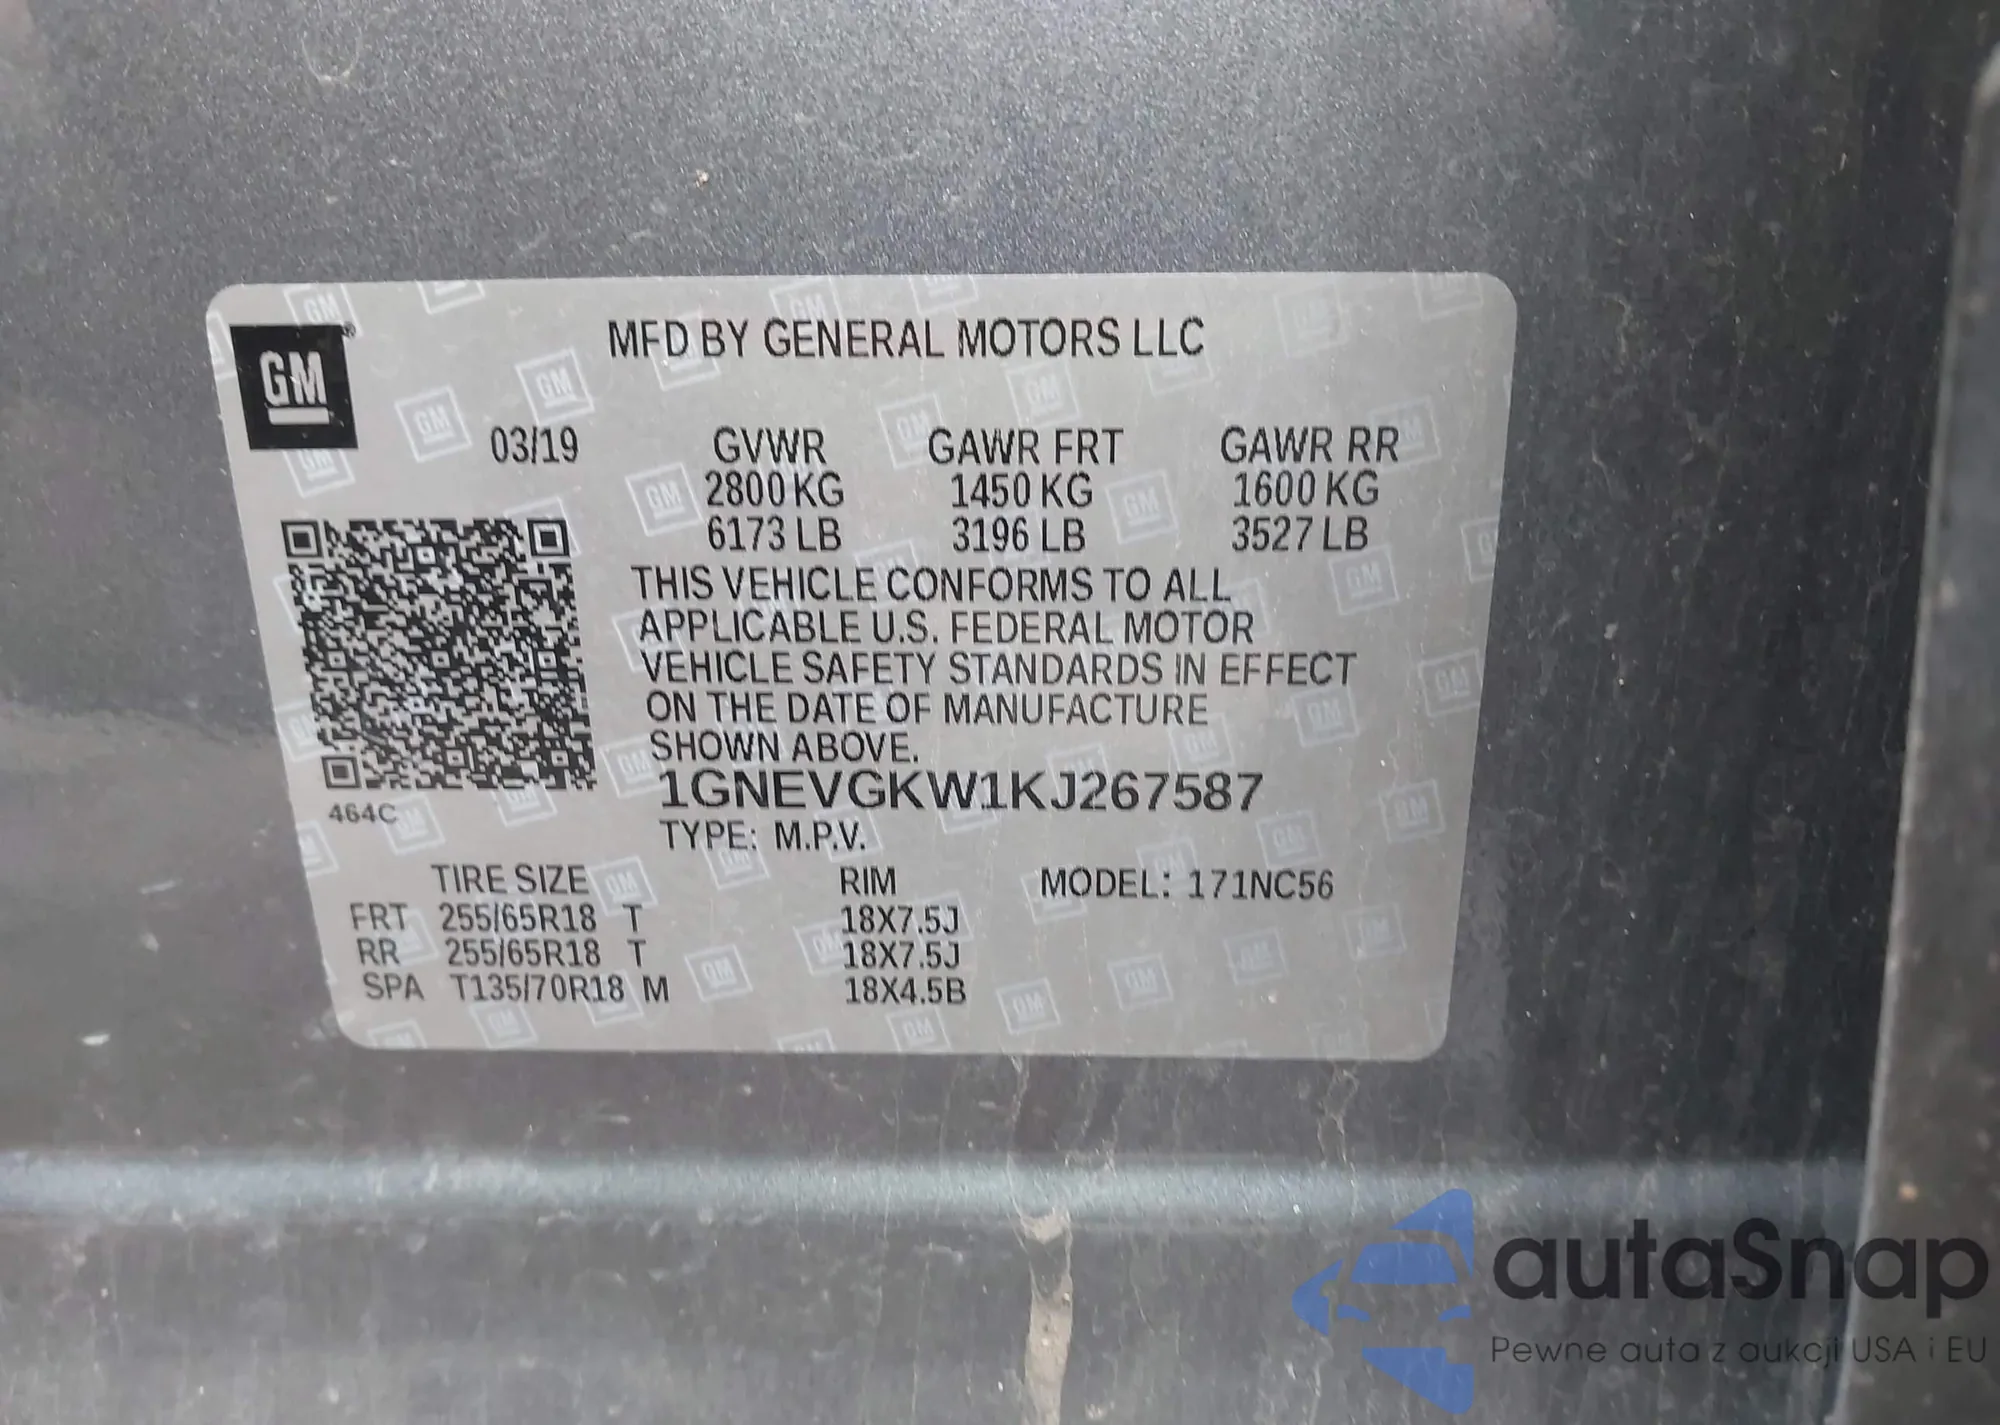 GM
MFD BY GENERAL MOTORS LLC
03/19 GVWR GAWR FRT GAWR RR
2800 KG 1450 KG 1600 KG
6173 LB 3196 LB 3527 LB
THIS VEHICLE CONFORMS TO ALL
APPLICABLE U.S. FEDERAL MOTOR
VEHICLE SAFETY STANDARDS IN EFFECT
ON THE DATE OF MANUFACTURE
SHOWN ABOVE.
1GNEVGKW1KJ267587
464C
TYPE: M.P.V.
TIRE SIZE RIM MODEL: 171NC56
FRT 255/65R18 T 18X7.5J
RR 255/65R18 T 18X7.5J
SPA T135/70R18 M 18X4.5B
autaSnap
Pewne auta z aukcji USA i EU